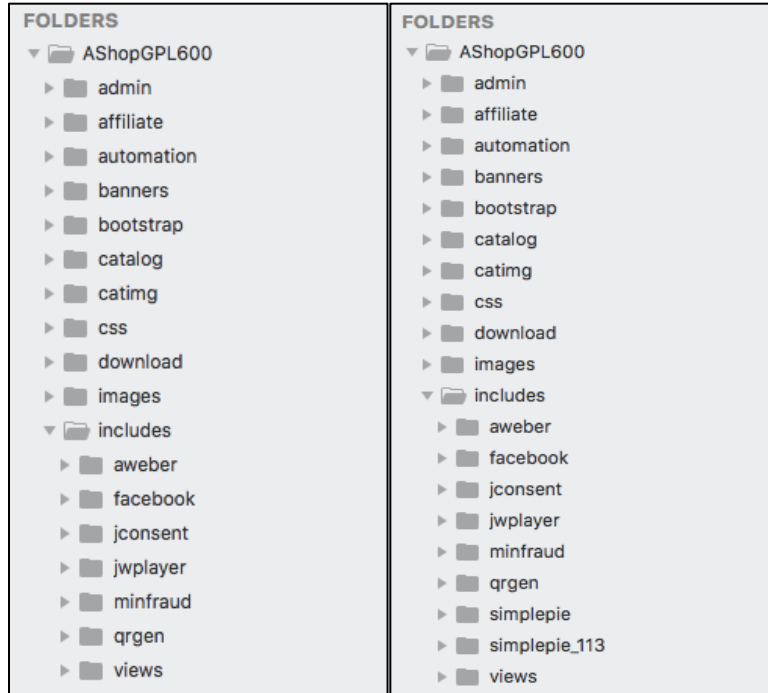 FOLDERS
AShopGPL600
admin
affiliate
automation
banners
bootstrap
catalog
catimg
css
download
images
includes
aweber
facebook
jconsent
jwplayer
minfraud
qrgen
views
FOLDERS
AShopGPL600
admin
affiliate
automation
banners
bootstrap
catalog
catimg
css
download
images
includes
aweber
facebook
jconsent
jwplayer
minfraud
qrgen
simplepie
simplepie_113
views